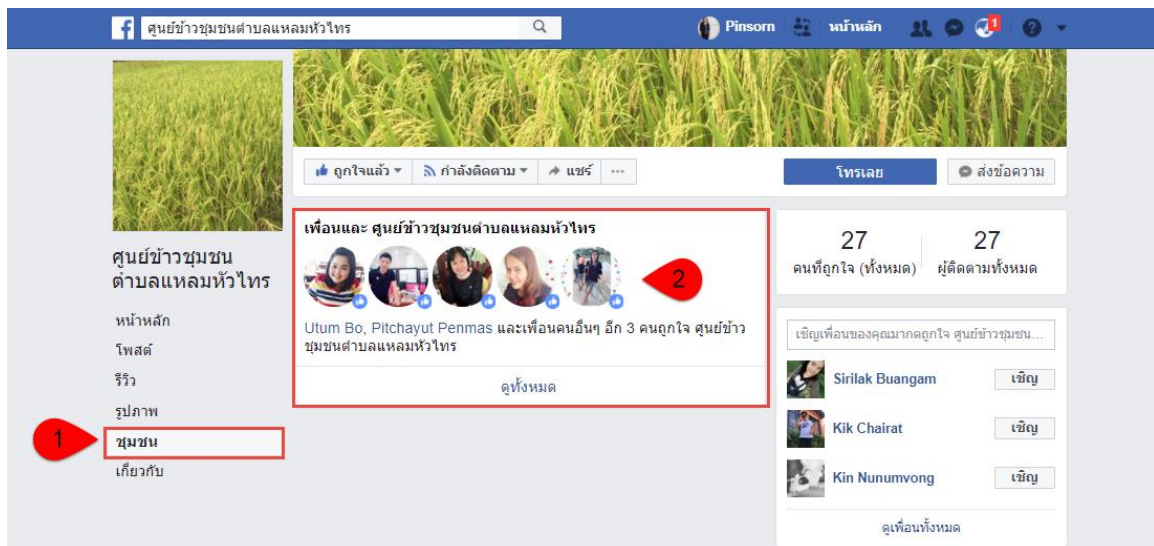 ศูนย์ข้าวชุมชนตำบลแหลมหัวไทร
Pinsorn
หน้าหลัก
1
ถูกใจแล้ว
กำลังติดตาม
แชร์
โทรเลย
ส่งข้อความ
ศูนย์ข้าวชุมชน
ตำบลแหลมหัวไทร
หน้าหลัก
โพสต์
รีวิว
รูปภาพ
1
ชุมชน
เกี่ยวกับ
เพื่อนและ ศูนย์ข้าวชุมชนตำบลแหลมหัวไทร
2
Utum Bo, Pitchayut Penmas และเพื่อนคนอื่นๆ อีก 3 คนถูกใจ ศูนย์ข้าว
ชุมชนตำบลแหลมหัวไทร
ดูทั้งหมด
27 27
คนที่ถูกใจ (ทั้งหมด) ผู้ติดตามทั้งหมด
เชิญเพื่อนของคุณมากดถูกใจ ศูนย์ข้าวชุมชน...
Sirilak Buangam เชิญ
Kik Chairat เชิญ
Kin Nunumvong เชิญ
ดูเพื่อนทั้งหมด